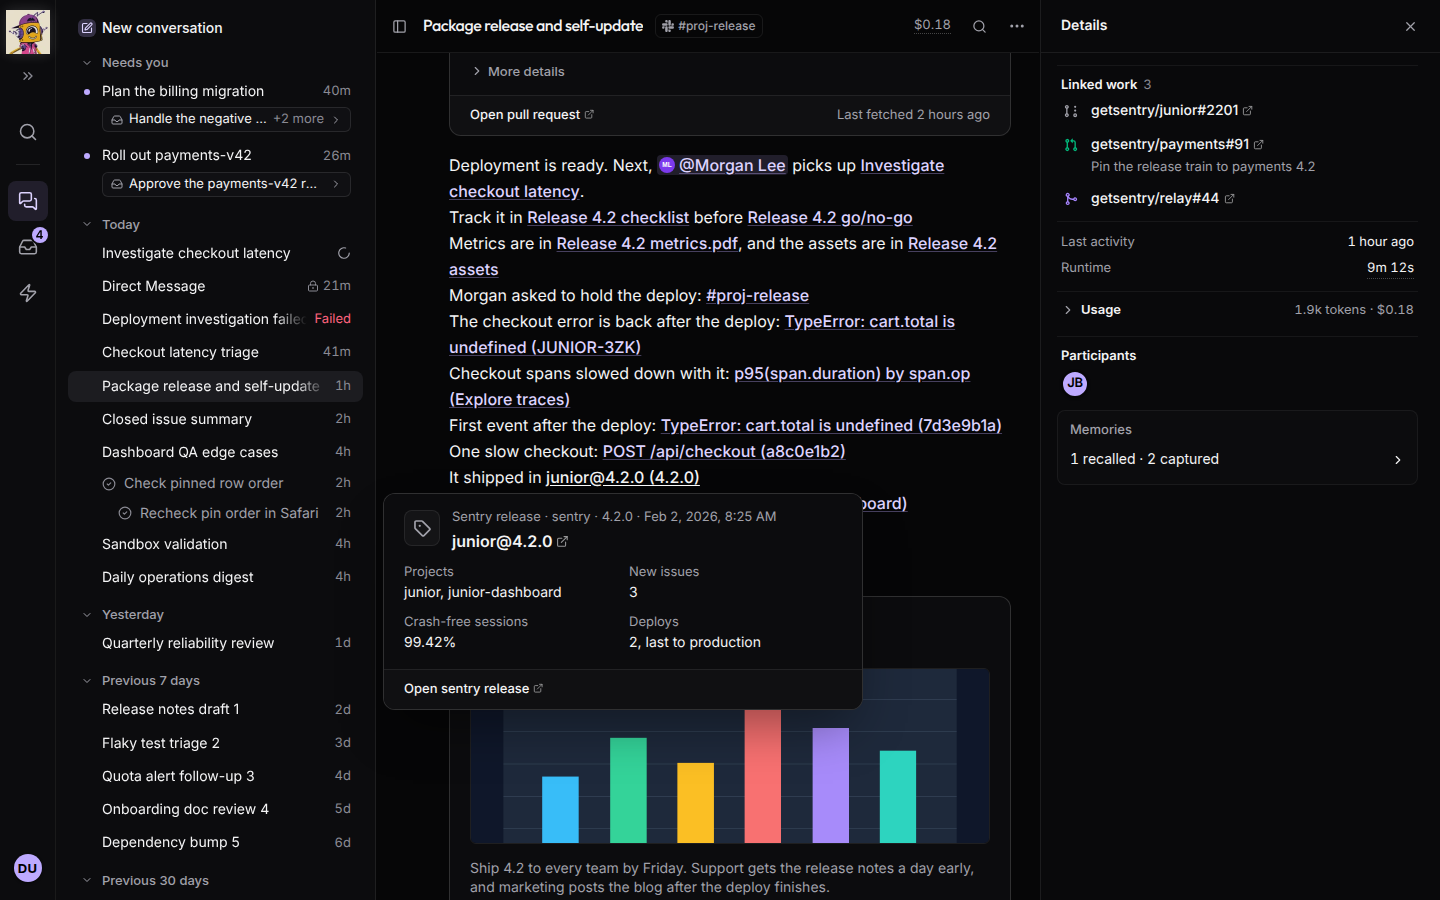 New conversation
Needs you
Plan the billing migration 40m
Handle the negative ... +2 more
Roll out payments-v42 26m
Approve the payments-v42 r...
Today
Investigate checkout latency
Direct Message 21m
Deployment investigation failed Failed
Checkout latency triage 41m
Package release and self-update 1h
Closed issue summary 2h
Dashboard QA edge cases 4h
Check pinned row order 2h
Recheck pin order in Safari 2h
Sandbox validation 4h
Daily operations digest 4h
Yesterday
Quarterly reliability review 1d
Previous 7 days
Release notes draft 1 2d
Flaky test triage 2 3d
Quota alert follow-up 3 4d
Onboarding doc review 4 5d
Dependency bump 5 6d
Previous 30 days
4
DU
Package release and self-update #proj-release $0.18
More details
Open pull request Last fetched 2 hours ago
Deployment is ready. Next, ML @Morgan Lee picks up Investigate
checkout latency.
Track it in Release 4.2 checklist before Release 4.2 go/no-go
Metrics are in Release 4.2 metrics.pdf, and the assets are in Release 4.2
assets
Morgan asked to hold the deploy: #proj-release
The checkout error is back after the deploy: TypeError: cart.total is
undefined (JUNIOR-3ZK)
Checkout spans slowed down with it: p95(span.duration) by span.op
(Explore traces)
First event after the deploy: TypeError: cart.total is undefined (7d3e9b1a)
One slow checkout: POST /api/checkout (a8c0e1b2)
It shipped in junior@4.2.0 (4.2.0)
board)
Sentry release · sentry · 4.2.0 · Feb 2, 2026, 8:25 AM
junior@4.2.0
Projects New issues
junior, junior-dashboard 3
Crash-free sessions Deploys
99.42% 2, last to production
Open sentry release
Ship 4.2 to every team by Friday. Support gets the release notes a day early,
and marketing posts the blog after the deploy finishes.
Details
Linked work 3
getsentry/junior#2201
getsentry/payments#91
Pin the release train to payments 4.2
getsentry/relay#44
Last activity 1 hour ago
Runtime 9m 12s
Usage 1.9k tokens · $0.18
Participants
JB
Memories
1 recalled · 2 captured